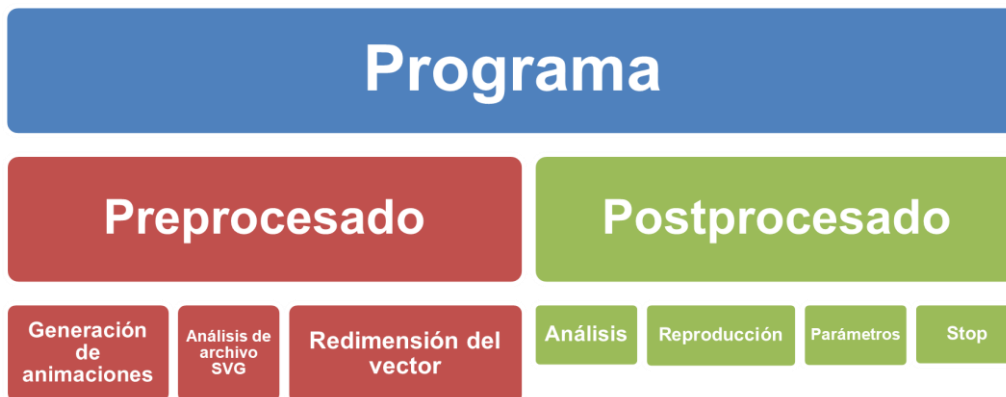 Programa
Preprocesado
Postprocesado
Generación
de
animaciones
Análisis de
archivo
SVG
Redimensión del
vector
Análisis
Reproducción
Parámetros
Stop